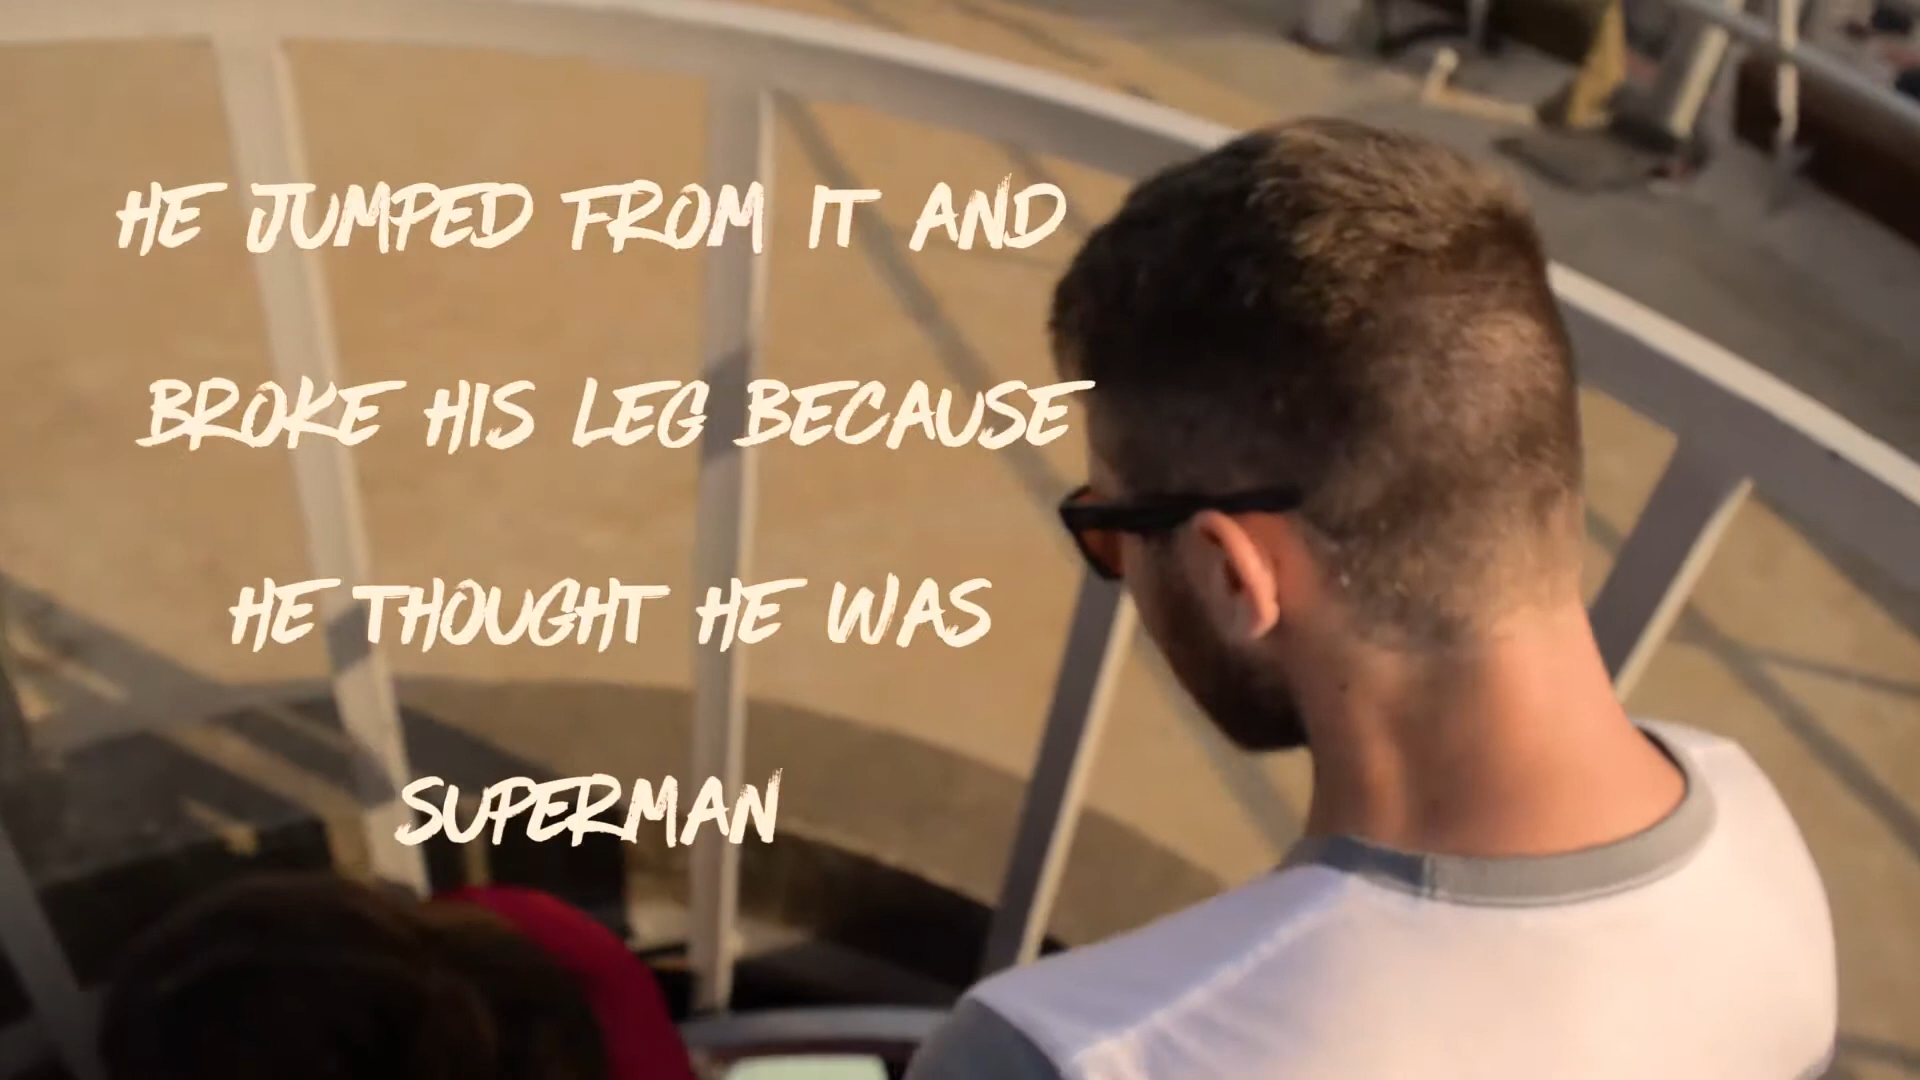 HE JUMPED FROM IT AND
BROKE HIS LEG BECAUSE
HE THOUGHT HE WAS
SUPERMAN